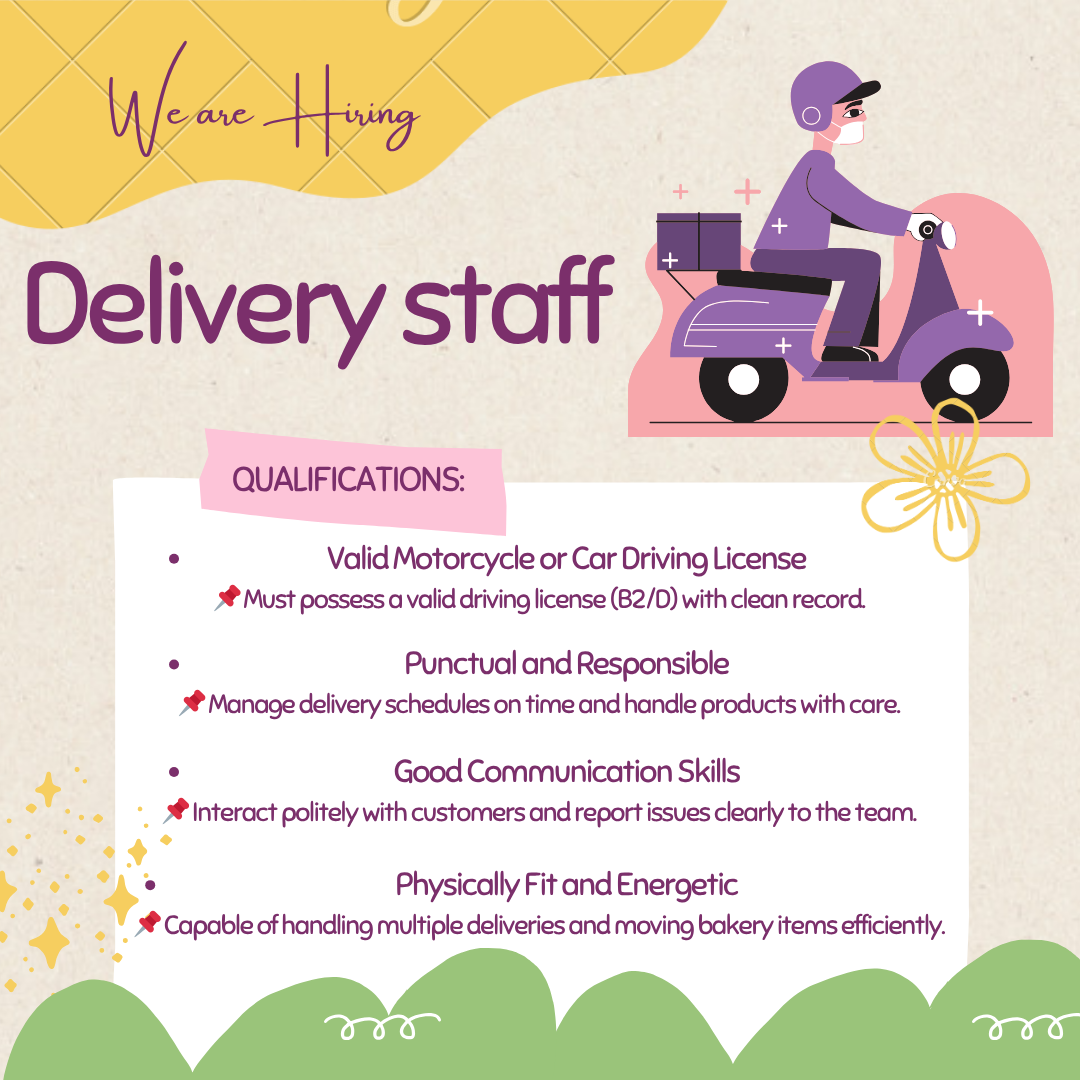 We are Hiring
Delivery staff
QUALIFICATIONS:
• Valid Motorcycle or Car Driving License
📌Must possess a valid driving license (B2/D) with clean record.
• Punctual and Responsible
📌Manage delivery schedules on time and handle products with care.
• Good Communication Skills
📌Interact politely with customers and report issues clearly to the team.
• Physically Fit and Energetic
📌Capable of handling multiple deliveries and moving bakery items efficiently.